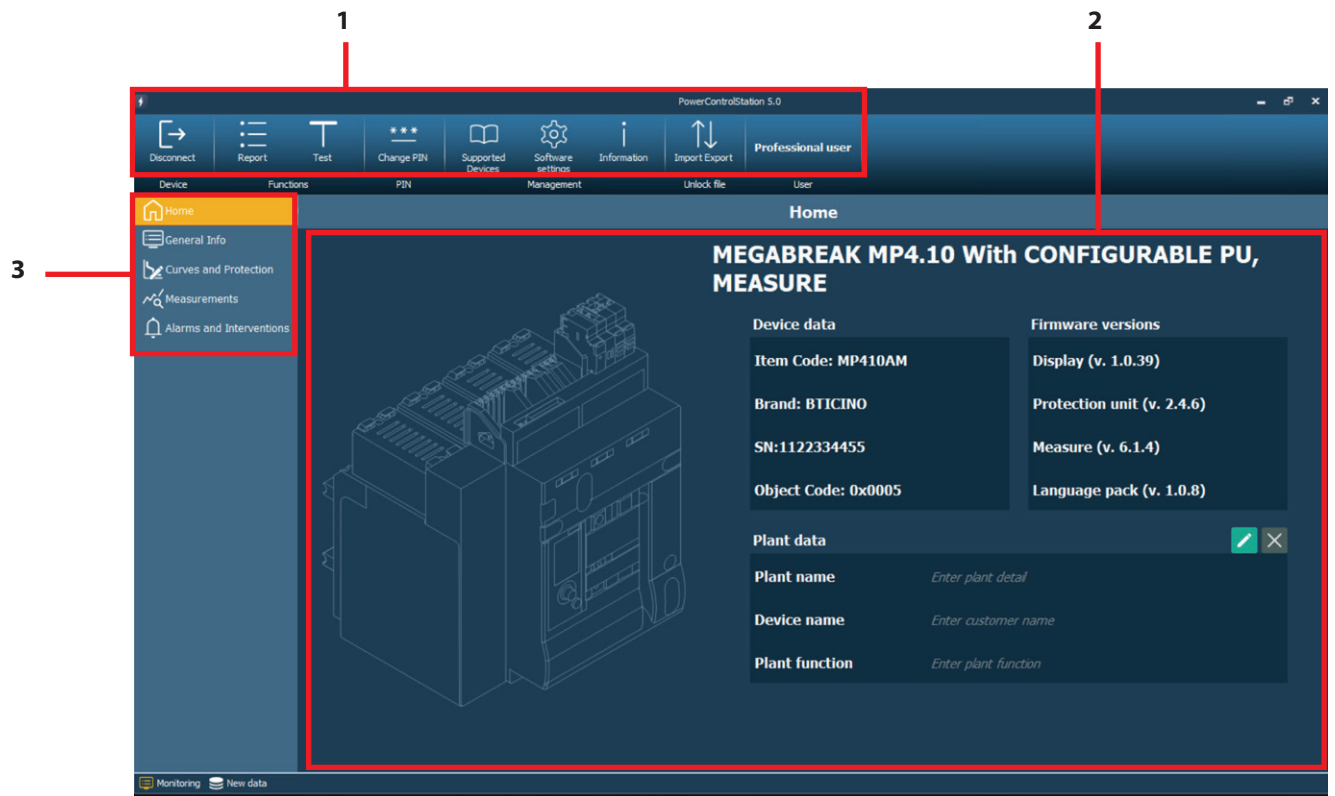 1
2
PowerControlStation 5.0
Disconnect
Report
Test
***
Change PIN
Supported
Devices
Software
settings
Information
Import Export
Professional user
Device
Functions
PIN
Management
Unlock file
User
Home
Home
General Info
3
Curves and Protection
Measurements
Alarms and Interventions
MEGABREAK MP4.10 With CONFIGURABLE PU,
MEASURE
Device data
Firmware versions
Item Code: MP410AM
Display (v. 1.0.39)
Brand: BTICINO
Protection unit (v. 2.4.6)
SN:1122334455
Measure (v. 6.1.4)
Object Code: 0x0005
Language pack (v. 1.0.8)
Plant data
Plant name
Enter plant detail
Device name
Enter customer name
Plant function
Enter plant function
Monitoring
New data